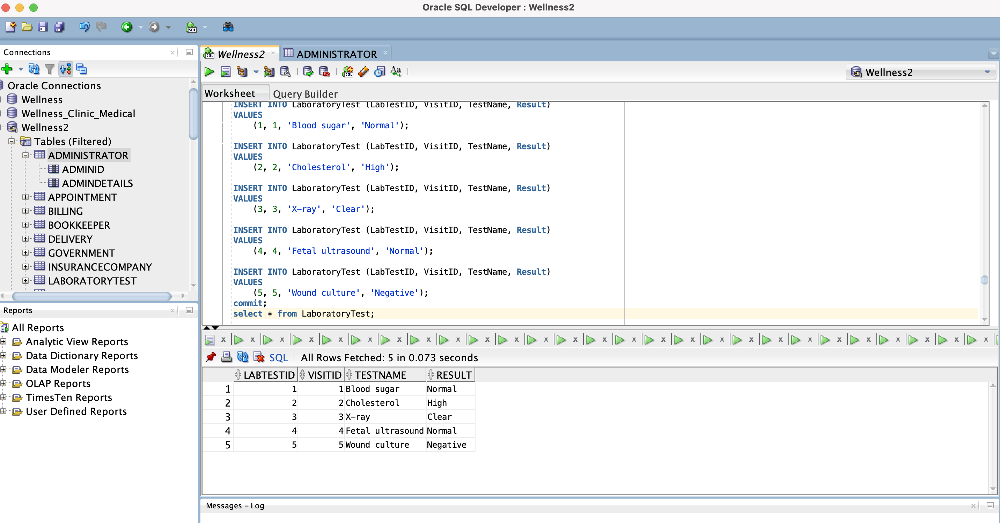 Oracle SQL Developer : Wellness2
Connections
Oracle Connections
Wellness
Wellness_Clinic_Medical
Wellness2
Tables (Filtered)
ADMINISTRATOR
ADMINID
ADMINDETAILS
APPOINTMENT
BILLING
BOOKKEEPER
DELIVERY
GOVERNMENT
INSURANCECOMPANY
LABORATORYTEST
Reports
All Reports
Analytic View Reports
Data Dictionary Reports
Data Modeler Reports
OLAP Reports
TimesTen Reports
User Defined Reports
Wellness2 ADMINISTRATOR
Wellness2
Worksheet Query Builder
INSERT INTO LaboratoryTest (LabTestID, VisitID, TestName, Result)
VALUES
(1, 1, 'Blood sugar', 'Normal');
INSERT INTO LaboratoryTest (LabTestID, VisitID, TestName, Result)
VALUES
(2, 2, 'Cholesterol', 'High');
INSERT INTO LaboratoryTest (LabTestID, VisitID, TestName, Result)
VALUES
(3, 3, 'X-ray', 'Clear');
INSERT INTO LaboratoryTest (LabTestID, VisitID, TestName, Result)
VALUES
(4, 4, 'Fetal ultrasound', 'Normal');
INSERT INTO LaboratoryTest (LabTestID, VisitID, TestName, Result)
VALUES
(5, 5, 'Wound culture', 'Negative');
commit;
select * from LaboratoryTest;
SQL All Rows Fetched: 5 in 0.073 seconds
LABTESTID VISITID TESTNAME RESULT
1 1 1 Blood sugar Normal
2 2 2 Cholesterol High
3 3 3 X-ray Clear
4 4 4 Fetal ultrasound Normal
5 5 5 Wound culture Negative
Messages - Log